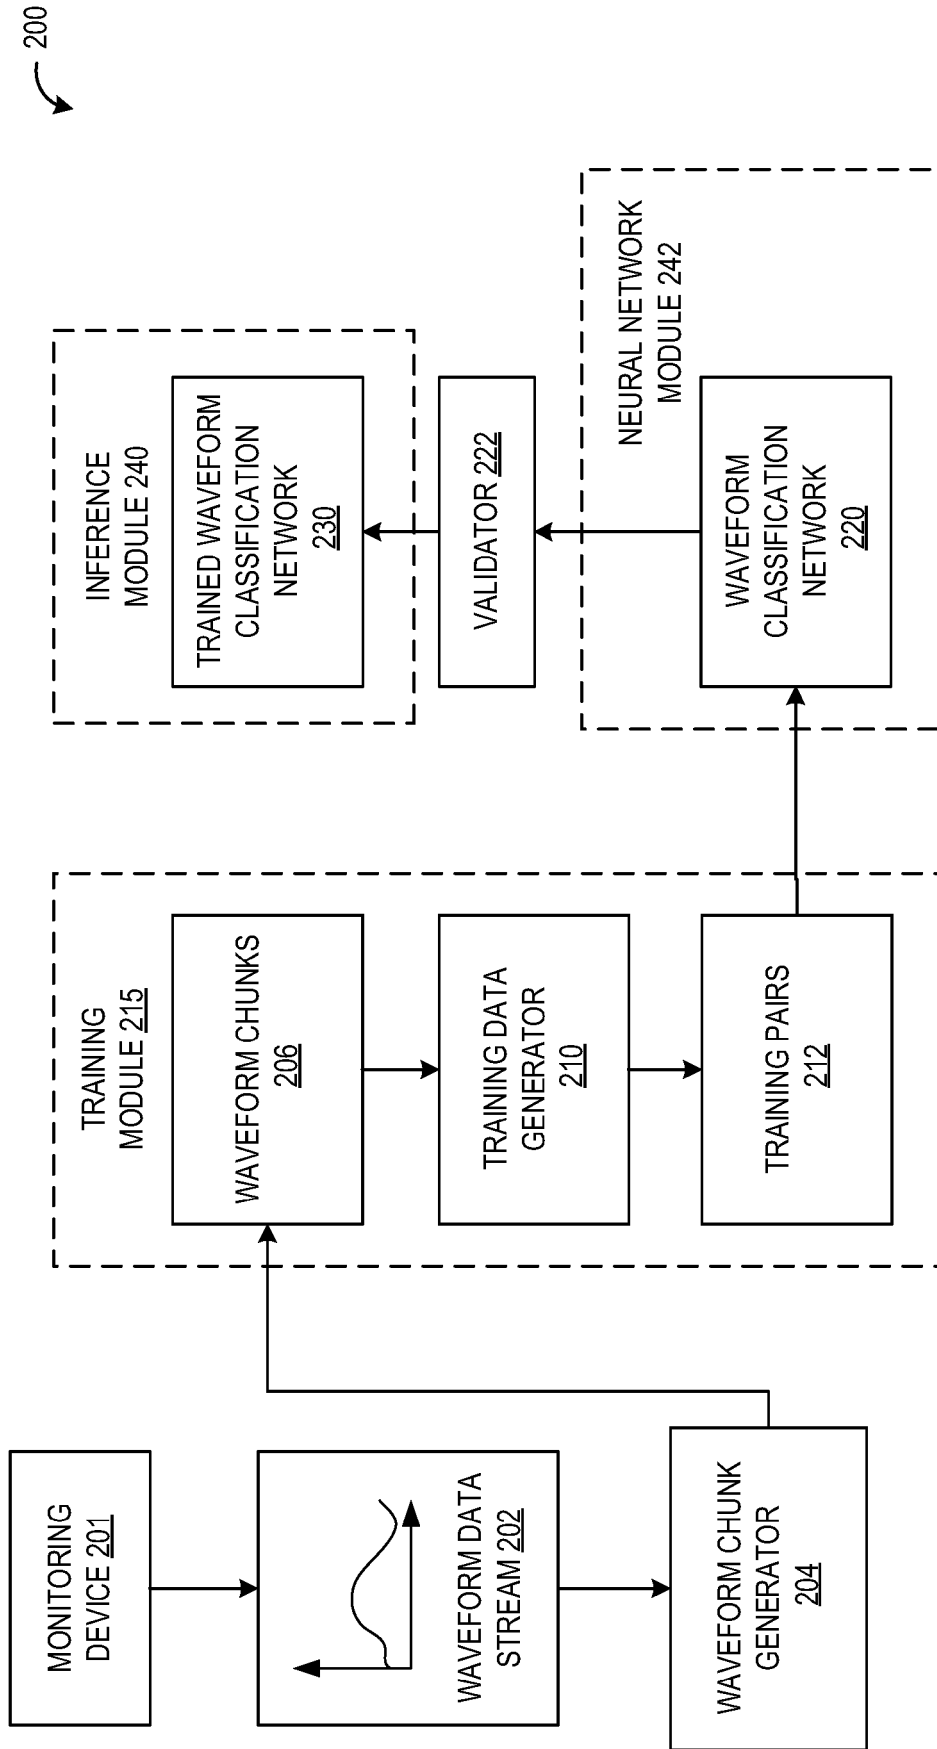 200
MONITORING
DEVICE 201
WAVEFORM DATA
STREAM 202
WAVEFORM CHUNK
GENERATOR
204
TRAINING
MODULE 215
WAVEFORM CHUNKS
206
TRAINING DATA
GENERATOR
210
TRAINING PAIRS
212
INFERENCE
MODULE 240
TRAINED WAVEFORM
CLASSIFICATION
NETWORK
230
VALIDATOR 222
NEURAL NETWORK
MODULE 242
WAVEFORM
CLASSIFICATION
NETWORK
220